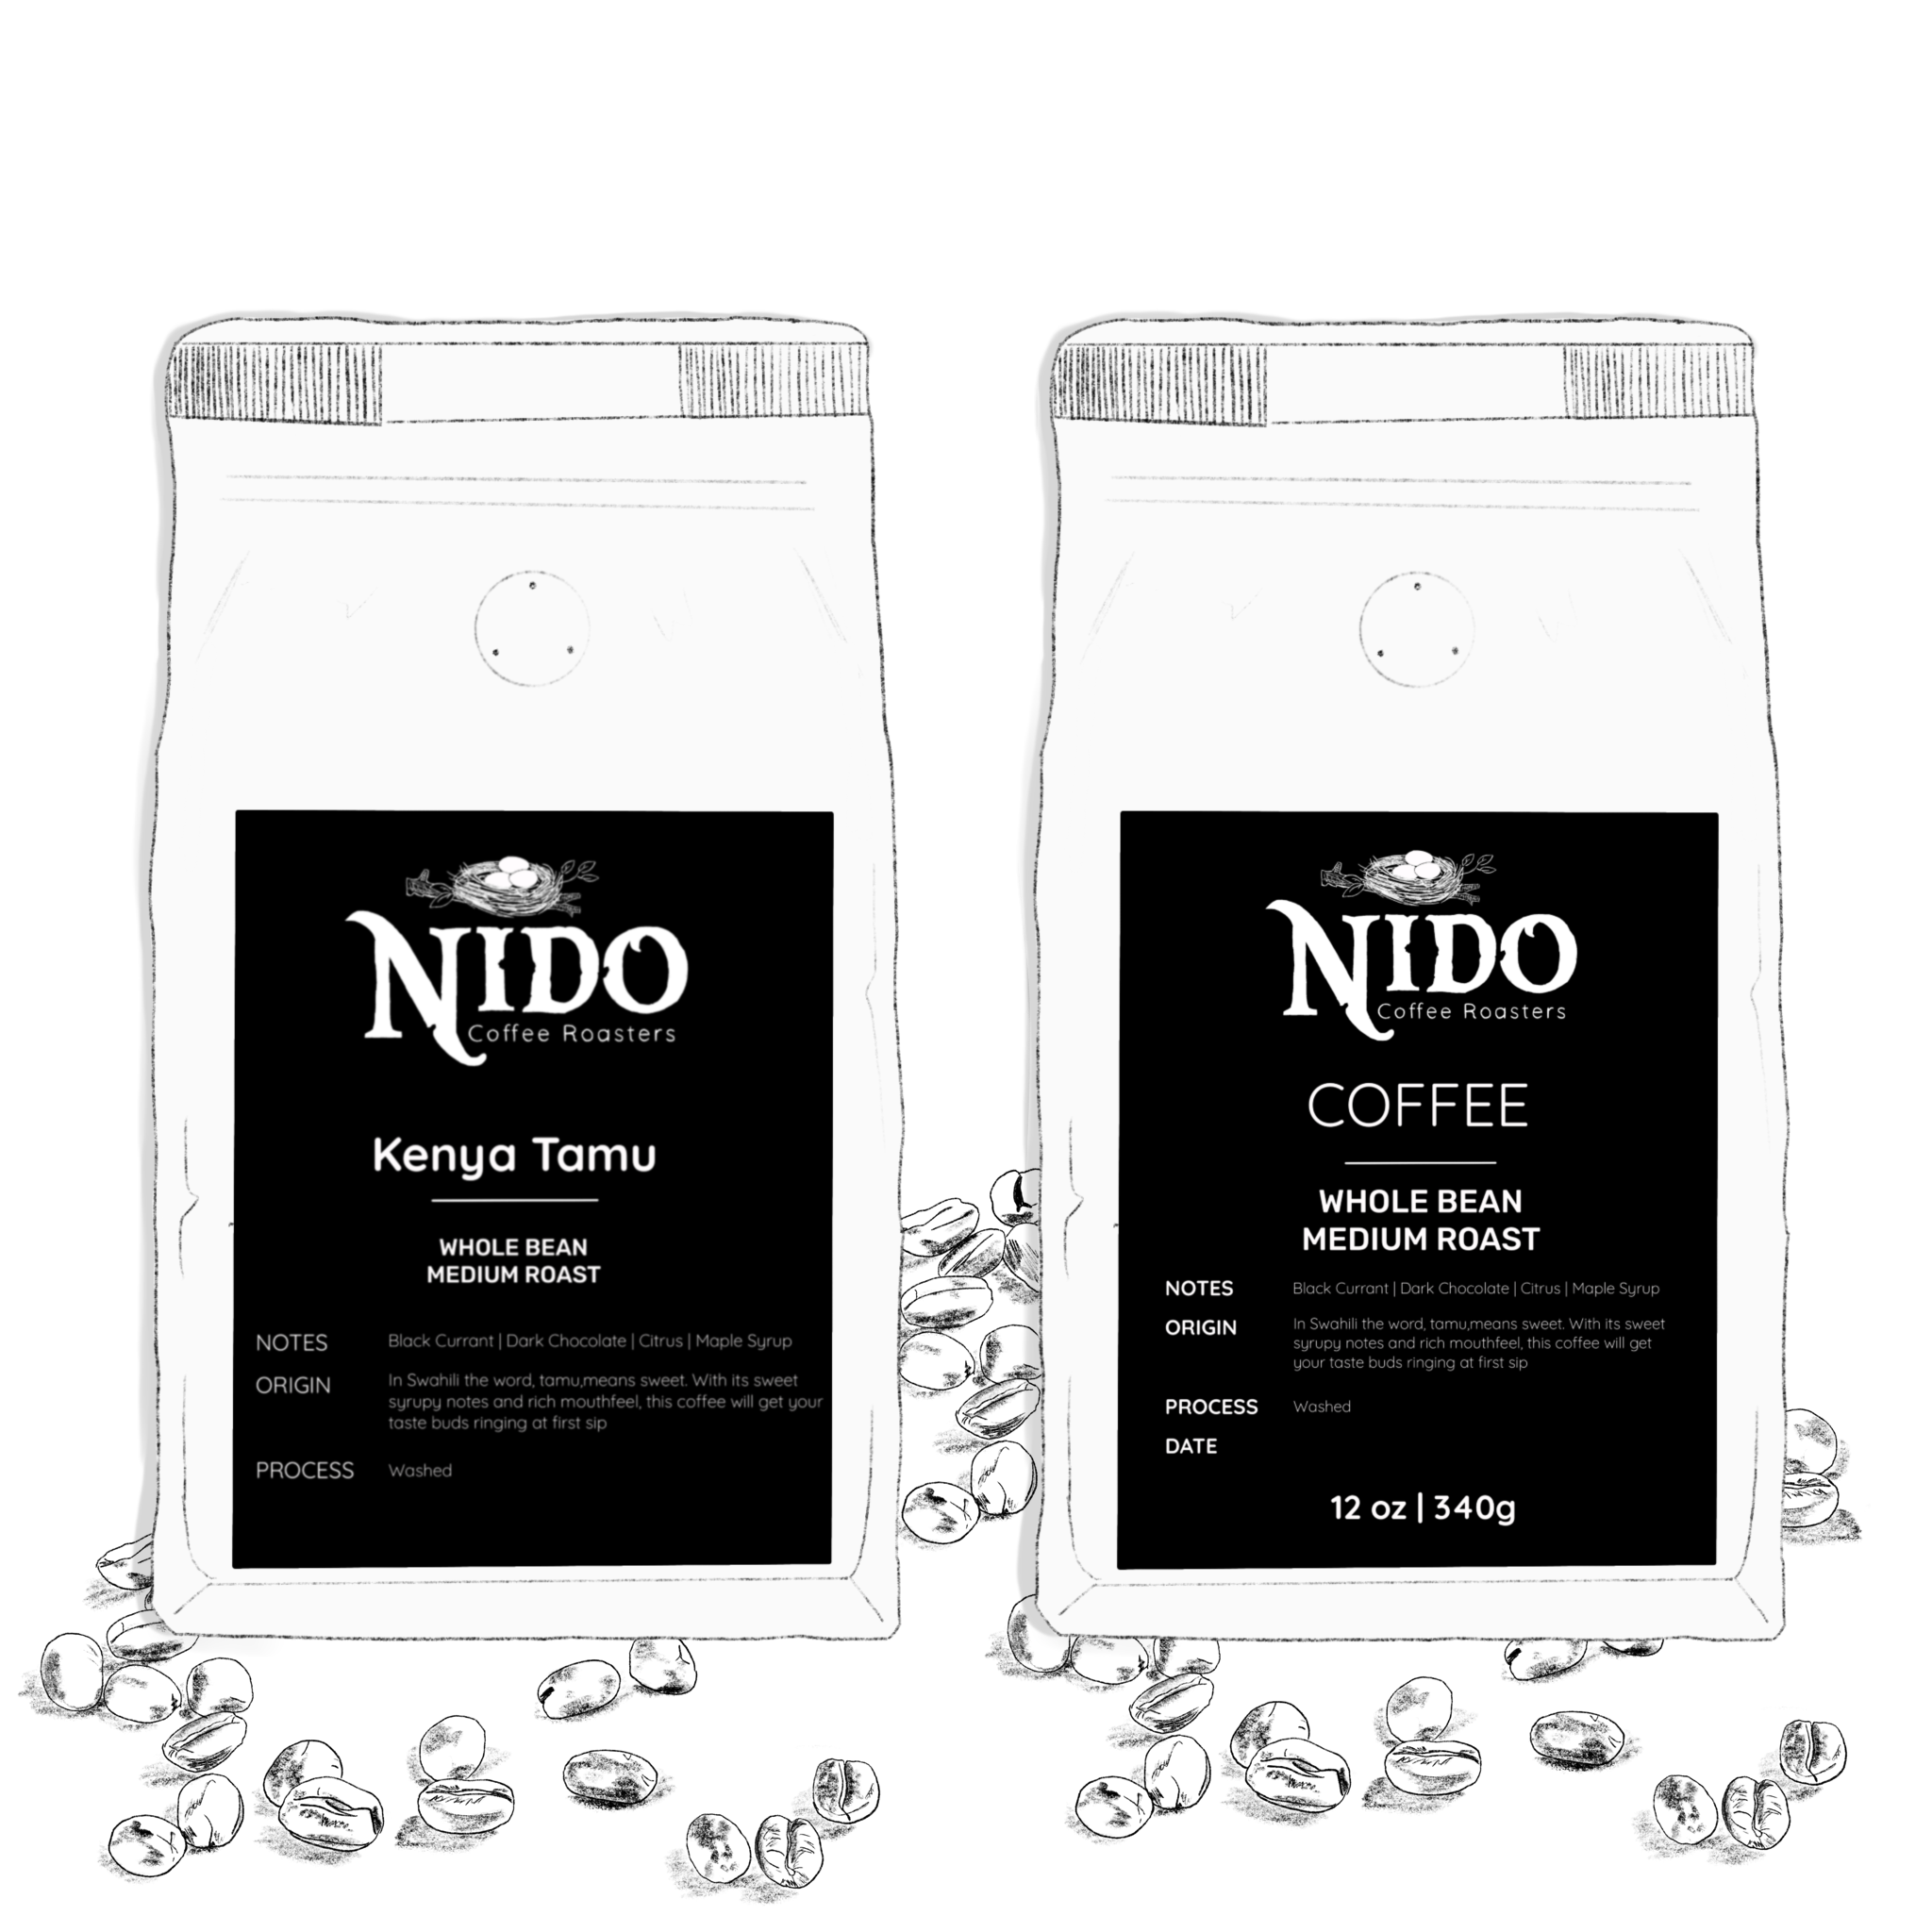 NIDO
Coffee Roasters
Kenya Tamu
WHOLE BEAN
MEDIUM ROAST
NOTES Black Currant | Dark Chocolate | Citrus | Maple Syrup
ORIGIN In Swahili the word, tamu,means sweet. With its sweet
syrupy notes and rich mouthfeel, this coffee will get your
taste buds ringing at first sip
PROCESS Washed
NIDO
Coffee Roasters
COFFEE
WHOLE BEAN
MEDIUM ROAST
NOTES Black Currant | Dark Chocolate | Citrus | Maple Syrup
ORIGIN In Swahili the word, tamu,means sweet. With its sweet
syrupy notes and rich mouthfeel, this coffee will get
your taste buds ringing at first sip
PROCESS Washed
DATE
12 oz | 340g